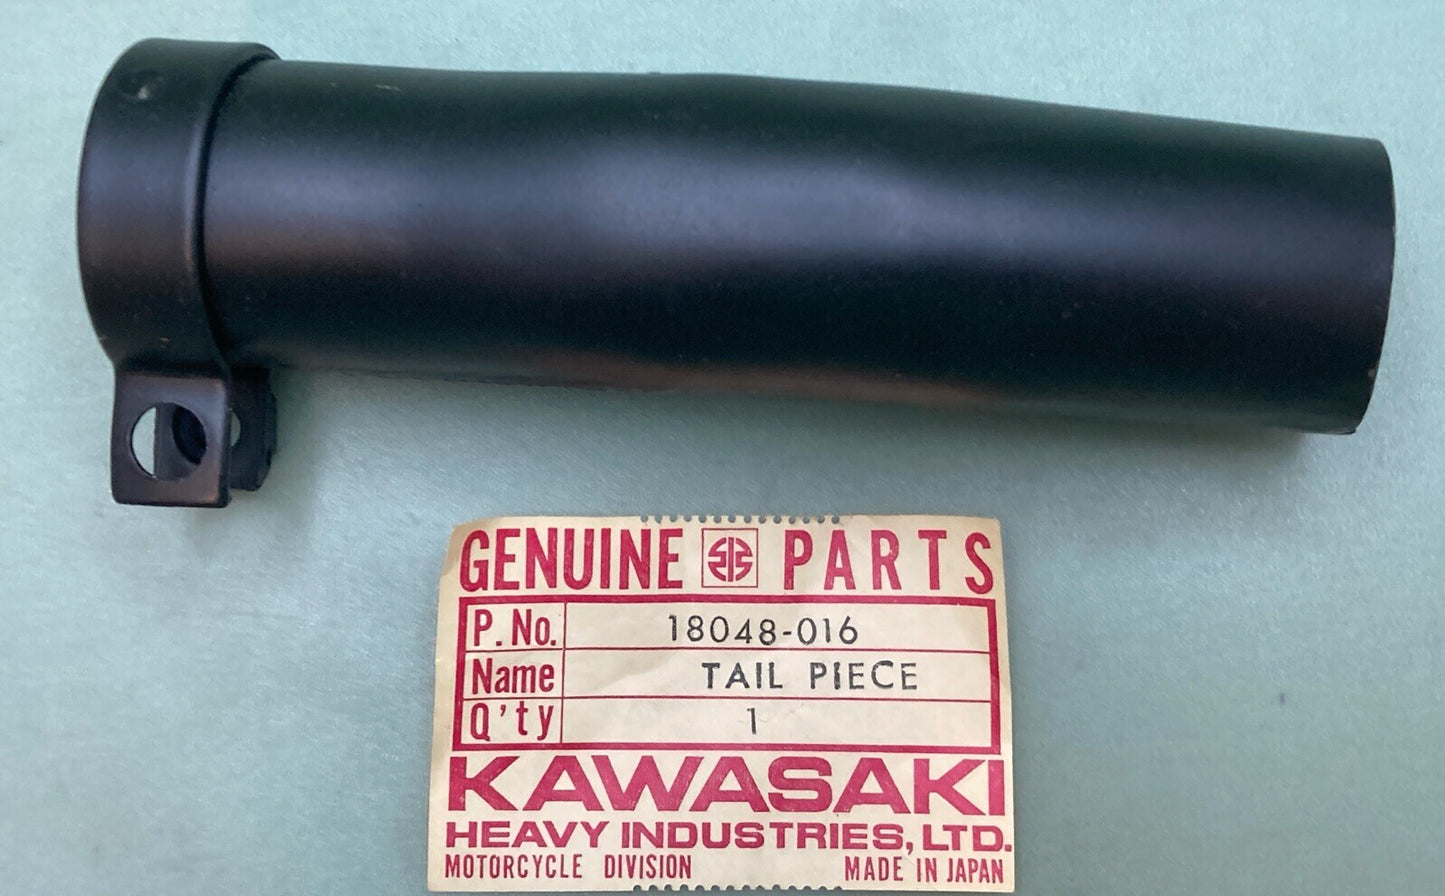 GENUINE PARTS
P. No. 18048-016
Name TAIL PIECE
Q'ty 1
KAWASAKI
HEAVY INDUSTRIES, LTD.
MOTORCYCLE DIVISION MADE IN JAPAN